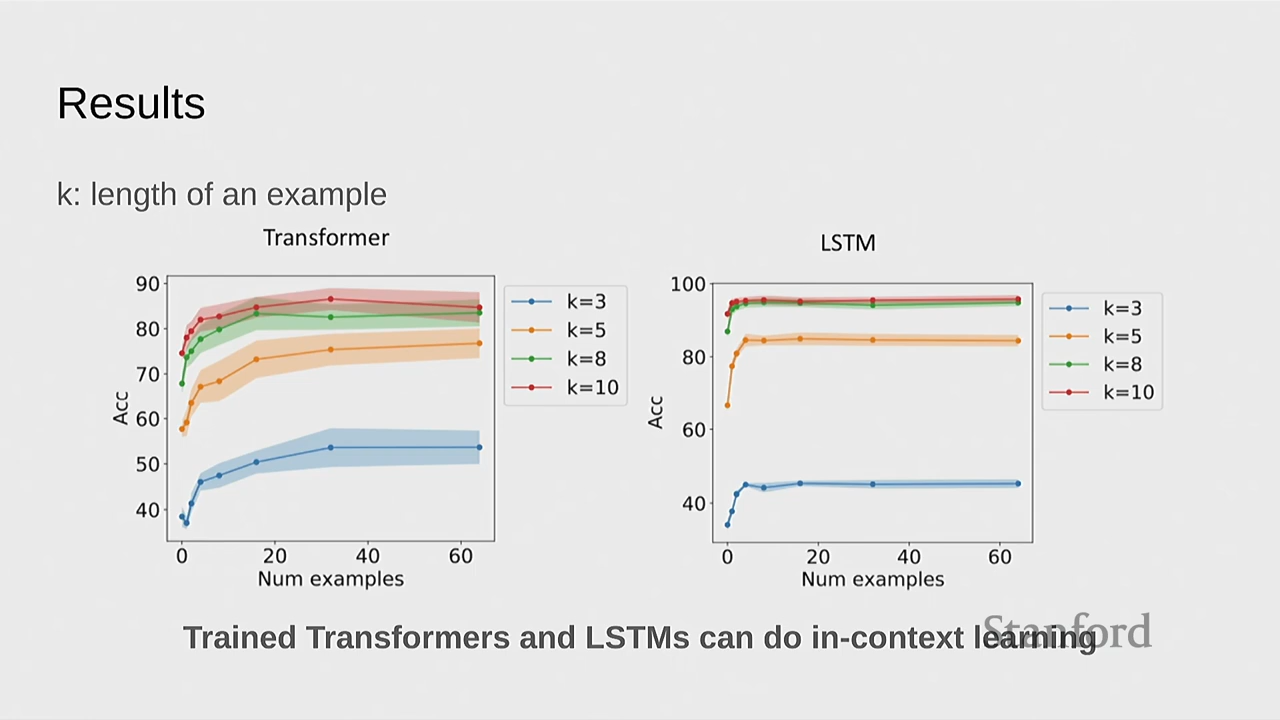 Results
k: length of an example
Transformer
90
80
70
60
50
40
Acc
0 20 40 60
Num examples
k=3
k=5
k=8
k=10
LSTM
100
80
60
40
Acc
0 20 40 60
Num examples
k=3
k=5
k=8
k=10
Trained Transformers and LSTMs can do in-context learning
Stanford